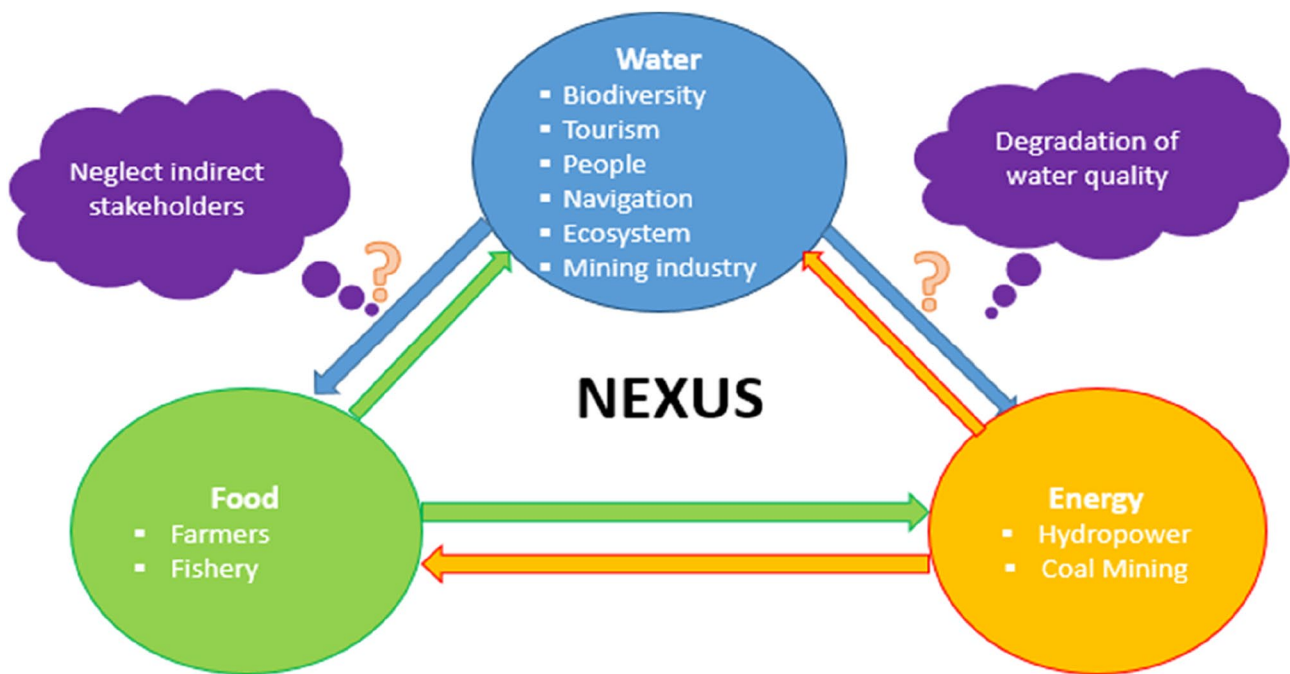 Water
▪ Biodiversity
▪ Tourism
▪ People
▪ Navigation
▪ Ecosystem
▪ Mining industry
Neglect indirect
stakeholders
?
Degradation of
water quality
?
NEXUS
Food
▪ Farmers
▪ Fishery
Energy
▪ Hydropower
▪ Coal Mining